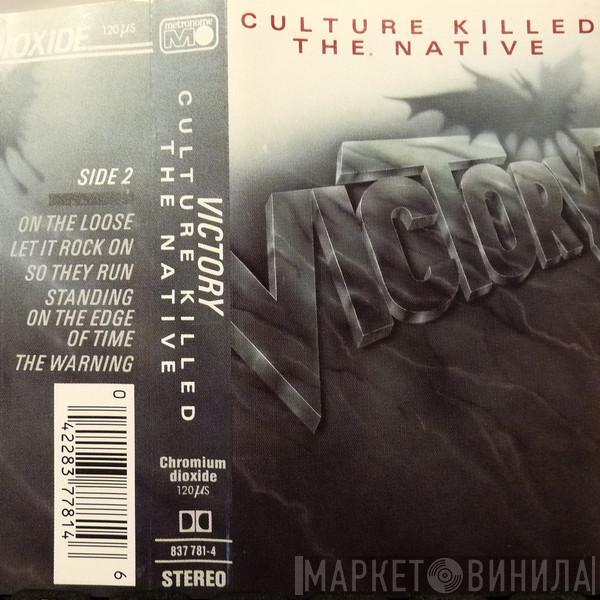 DIOXIDE 120 µS
SIDE 2
ON THE LOOSE
LET IT ROCK ON
SO THEY RUN
STANDING
ON THE EDGE
OF TIME
THE WARNING
0 42283 77814 6
metronome
VICTORY
CULTURE KILLED
THE NATIVE
Chromium
dioxide
120 µS
837 781-4
STEREO
CULTURE KILLED
THE NATIVE
VICTORY
МАРКЕТ ВИНИЛА